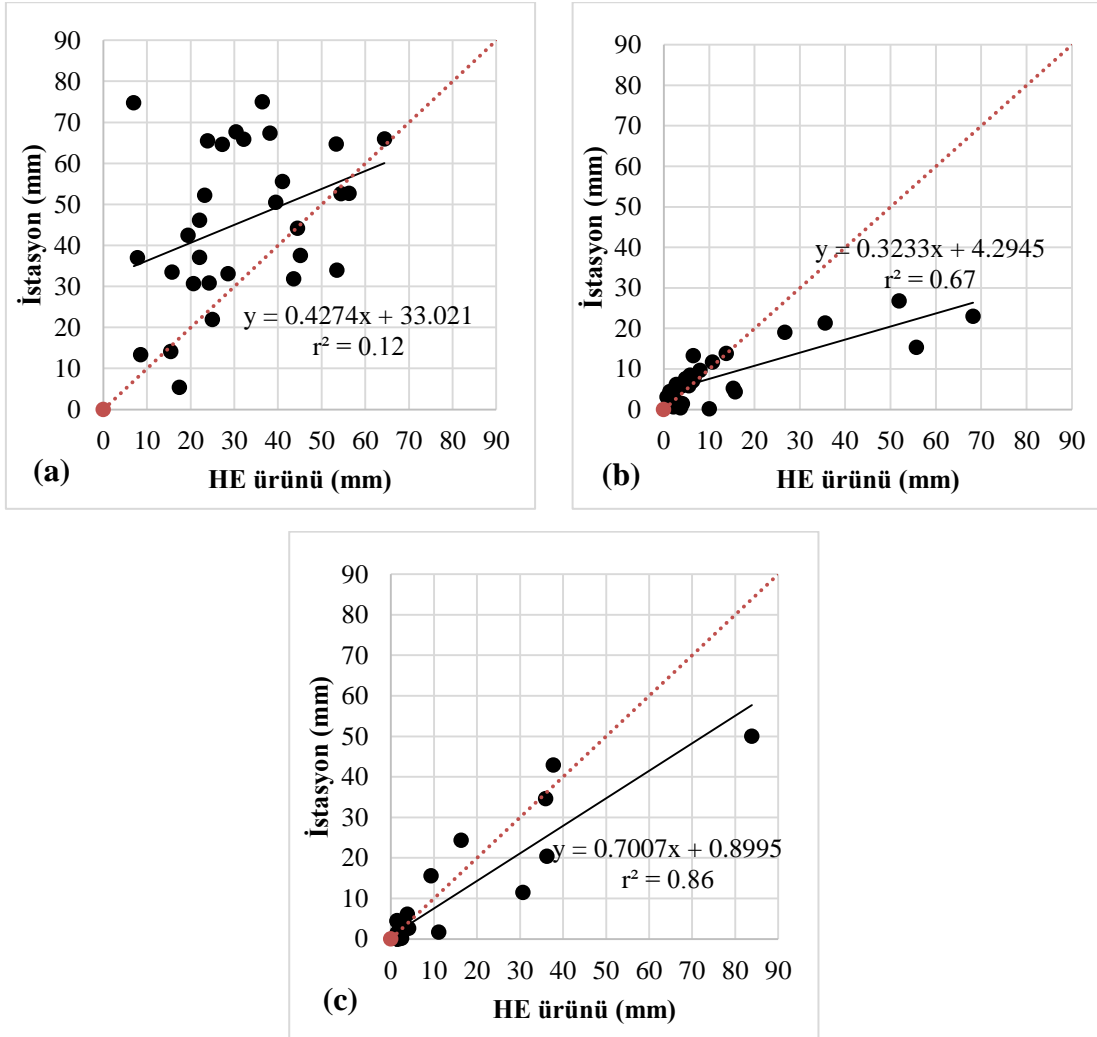 90
80
70
60
50
40
30
20
10
0
İstasyon (mm)
y = 0.4274x + 33.021
r² = 0.12
0 10 20 30 40 50 60 70 80 90
HE ürünü (mm)
(a)
90
80
70
60
50
40
30
20
10
0
İstasyon (mm)
y = 0.3233x + 4.2945
r² = 0.67
0 10 20 30 40 50 60 70 80 90
HE ürünü (mm)
(b)
90
80
70
60
50
40
30
20
10
0
İstasyon (mm)
y = 0.7007x + 0.8995
r² = 0.86
0 10 20 30 40 50 60 70 80 90
HE ürünü (mm)
(c)